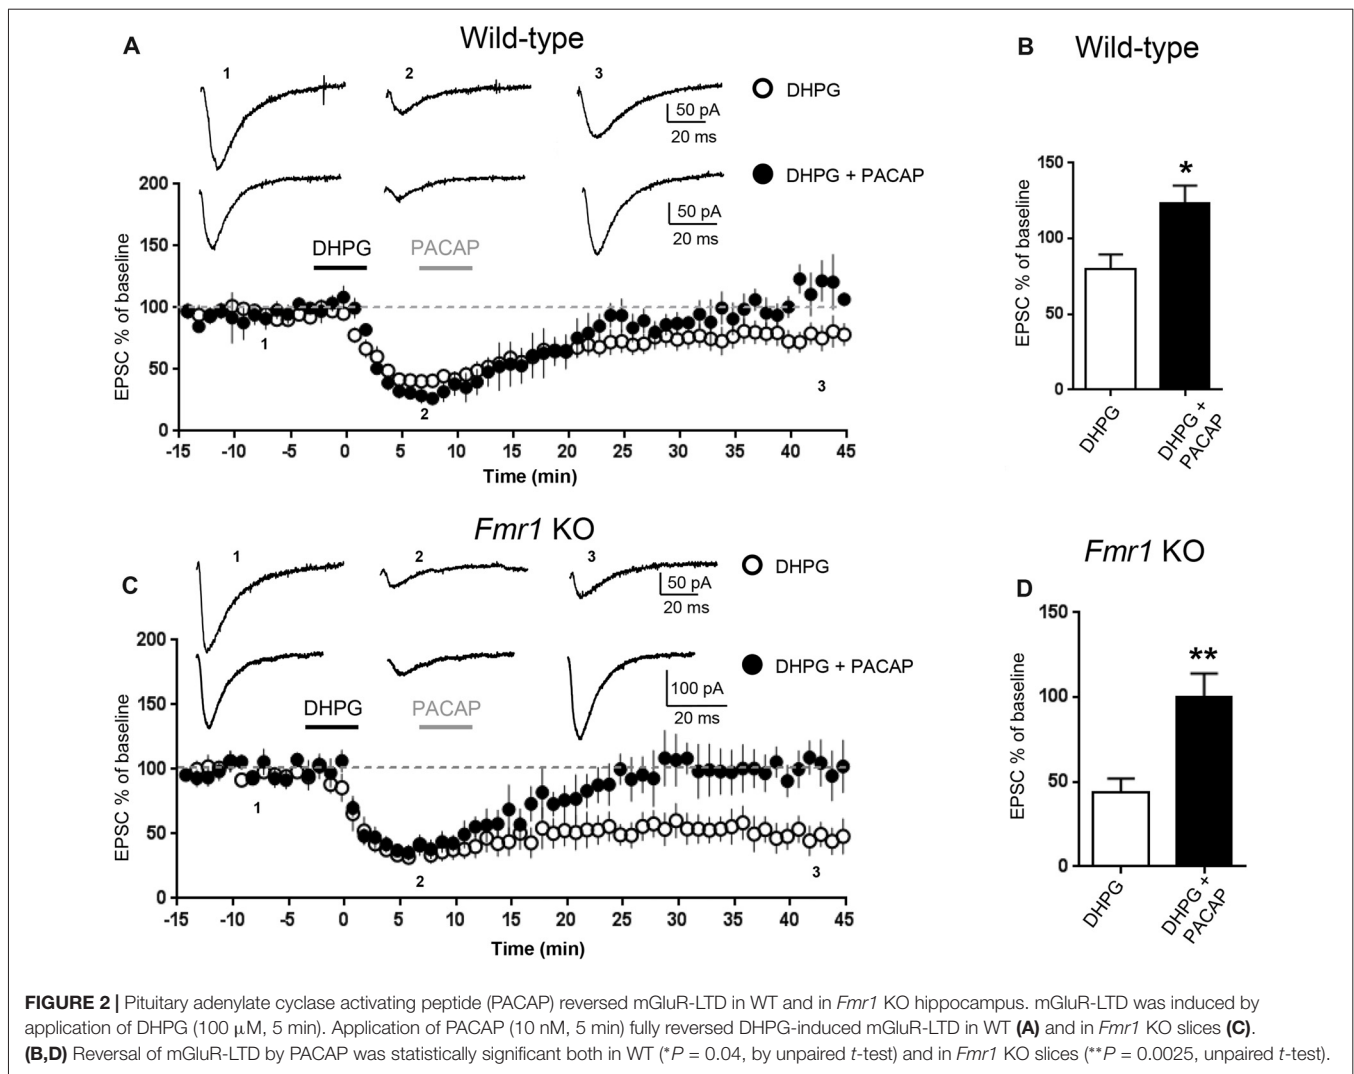 A
Wild-type
1
2
3
DHPG
50 pA
20 ms
DHPG + PACAP
50 pA
20 ms
DHPG
PACAP
EPSC % of baseline
200
150
100
50
0
1
2
3
-15
-10
-5
0
5
10
15
20
25
30
35
40
45
Time (min)
B
Wild-type
EPSC % of baseline
150
100
50
0
*
DHPG
DHPG +
PACAP
C
Fmr1 KO
1
2
3
DHPG
50 pA
20 ms
DHPG + PACAP
100 pA
20 ms
DHPG
PACAP
EPSC % of baseline
200
150
100
50
0
1
2
3
-15
-10
-5
0
5
10
15
20
25
30
35
40
45
Time (min)
D
Fmr1 KO
EPSC % of baseline
150
100
50
0
**
DHPG
DHPG +
PACAP
FIGURE 2 | Pituitary adenylate cyclase activating peptide (PACAP) reversed mGluR-LTD in WT and in Fmr1 KO hippocampus. mGluR-LTD was induced by
application of DHPG (100 μM, 5 min). Application of PACAP (10 nM, 5 min) fully reversed DHPG-induced mGluR-LTD in WT (A) and in Fmr1 KO slices (C).
(B,D) Reversal of mGluR-LTD by PACAP was statistically significant both in WT (*P = 0.04, by unpaired t-test) and in Fmr1 KO slices (**P = 0.0025, unpaired t-test).